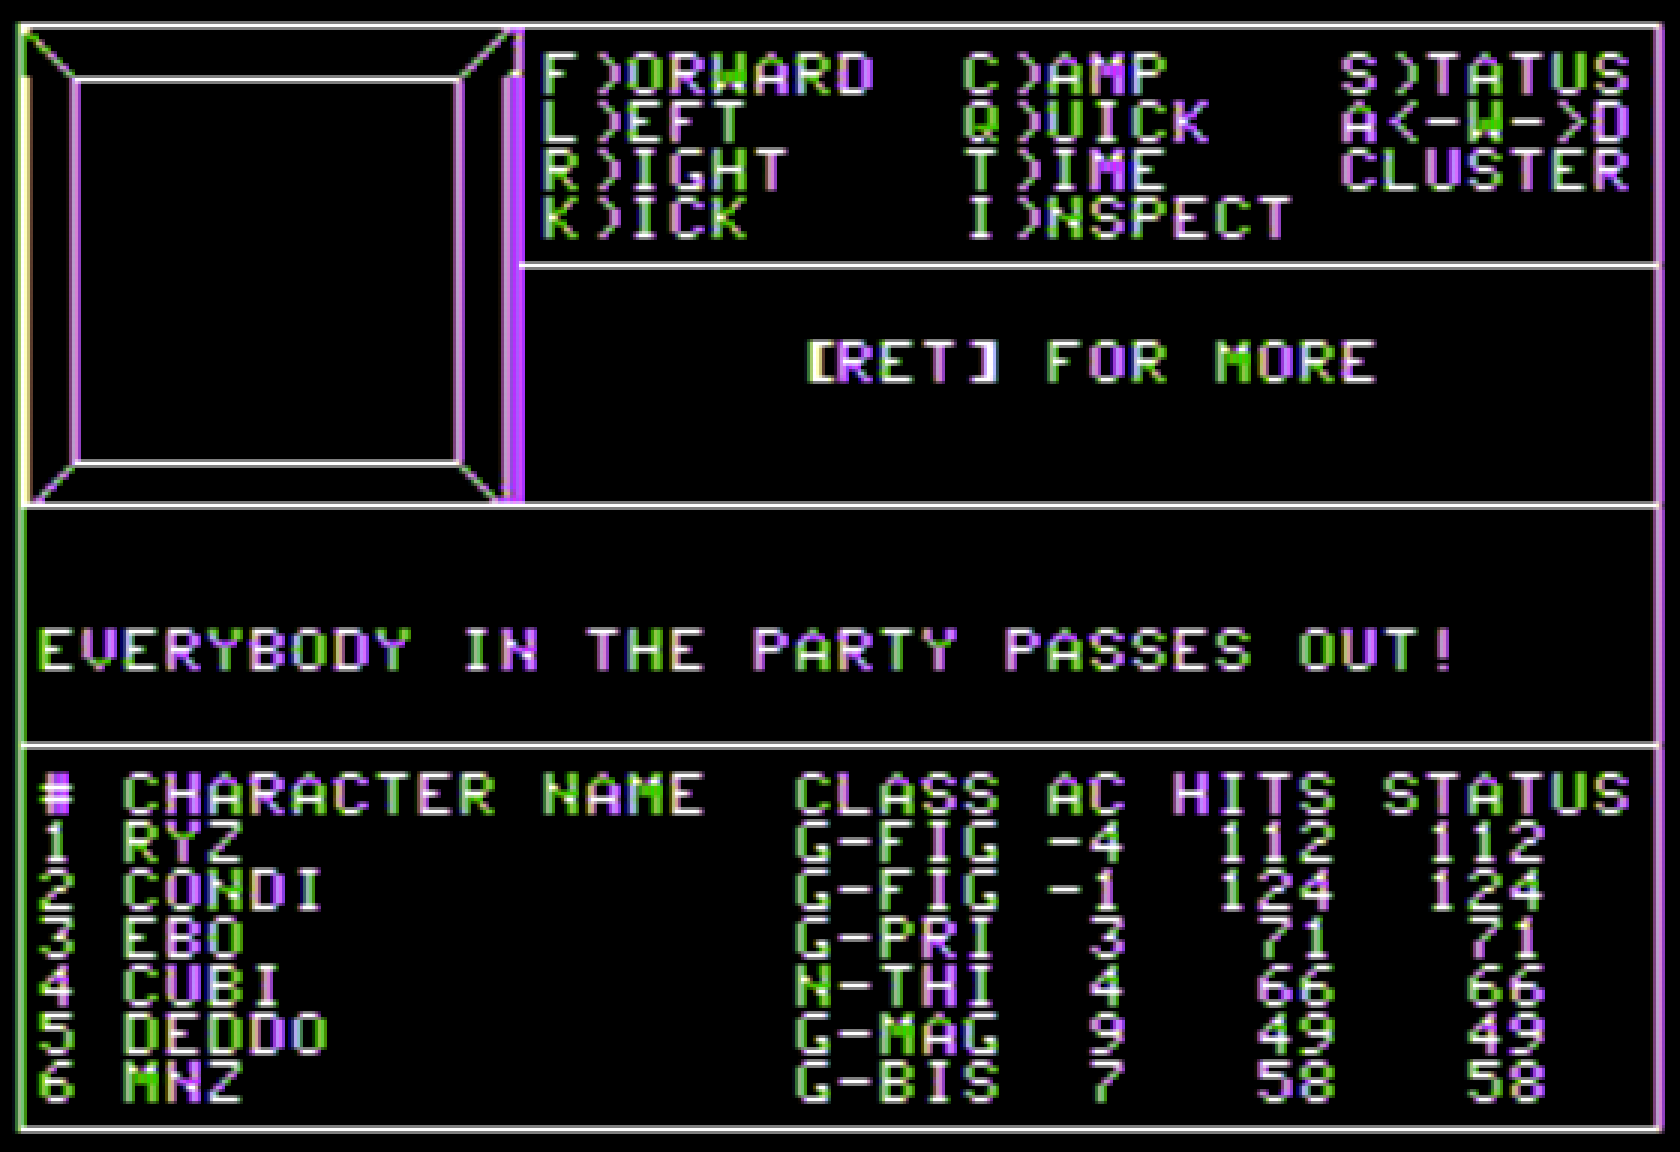 F)ORWARD C)AMP S)TATUS
L)EFT Q)UICK A<-W->D
R)IGHT T)IME CLUSTER
K)ICK I)NSPECT
[RET] FOR MORE
EVERYBODY IN THE PARTY PASSES OUT!
# CHARACTER NAME CLASS AC HITS STATUS
1 RYZ G-FIG -4 112 112
2 CONDI G-FIG -1 124 124
3 EBO G-PRI 3 71 71
4 CUBI N-THI 4 66 66
5 DEDDO G-MAG 9 49 49
6 MNZ G-BIS 7 58 58